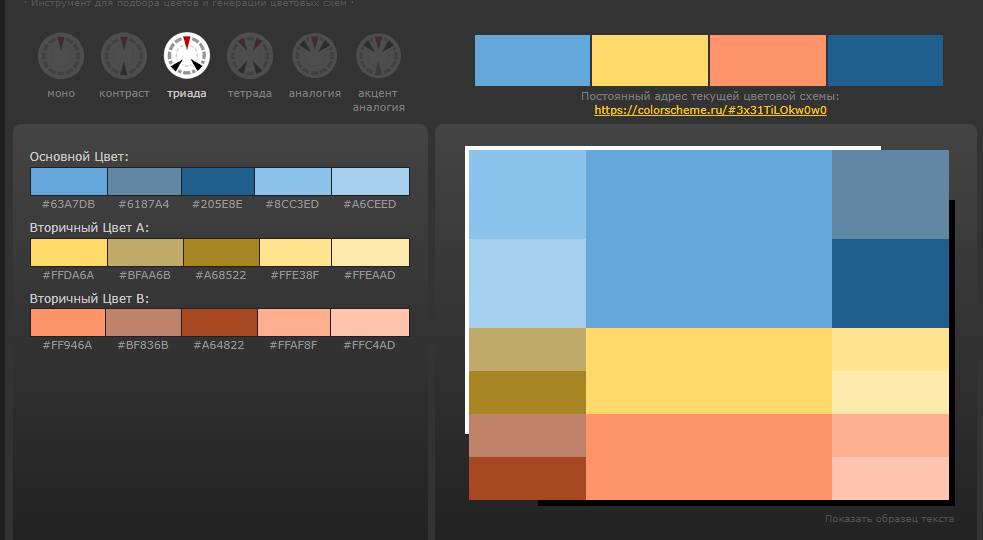 · Инструмент для подбора цветов и генерации цветовых схем ·
моно
контраст
триада
тетрада
аналогия
акцент
аналогия
Постоянный адрес текущей цветовой схемы:
https://colorscheme.ru/#3x31TiLOkw0w0
Основной Цвет:
#63A7DB #6187A4 #205E8E #8CC3ED #A6CEED
Вторичный Цвет A:
#FFDA6A #BFAA6B #A68522 #FFE38F #FFEAAD
Вторичный Цвет B:
#FF946A #BF836B #A64822 #FFAF8F #FFC4AD
Показать образец текста